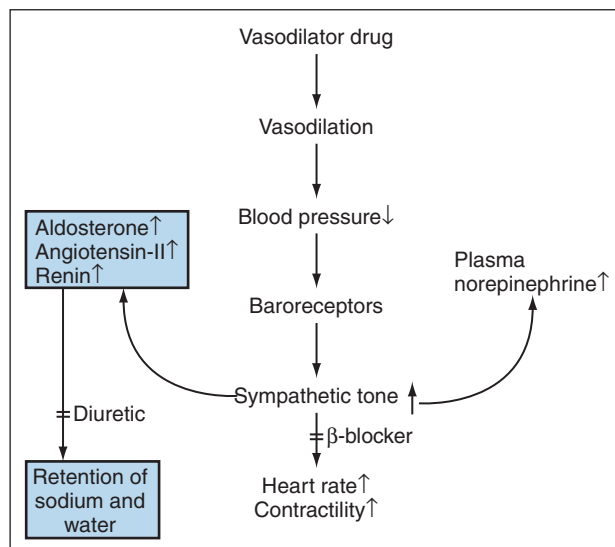 Vasodilator drug
Vasodilation
Blood pressure↓
Aldosterone↑
Angiotensin-II↑
Renin↑
Plasma
norepinephrine↑
Baroreceptors
Sympathetic tone ↑
Diuretic
β-blocker
Retention of
sodium and
water
Heart rate↑
Contractility↑